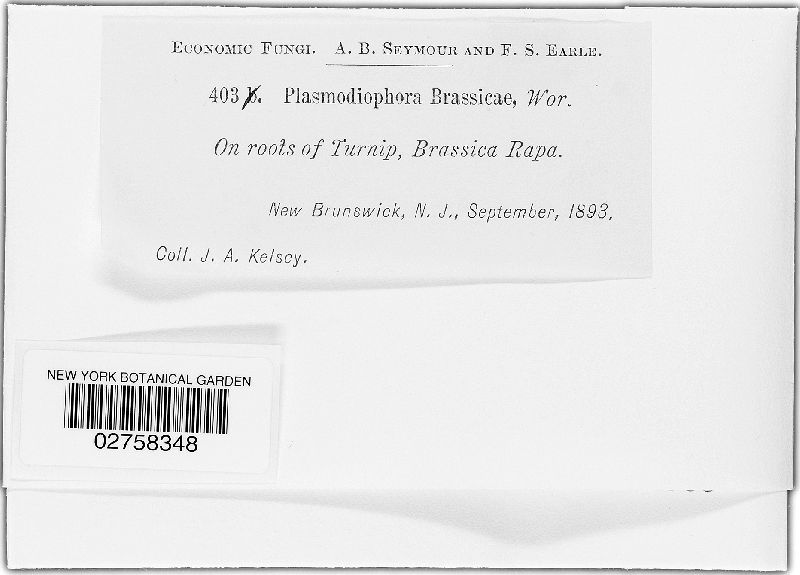 Economic Fungi. A. B. Seymour and F. S. Earle.
403 b. Plasmodiophora Brassicae, Wor.
On roots of Turnip, Brassica Rapa.
New Brunswick, N. J., September, 1893.
Coll. J. A. Kelsey.
NEW YORK BOTANICAL GARDEN
02758348